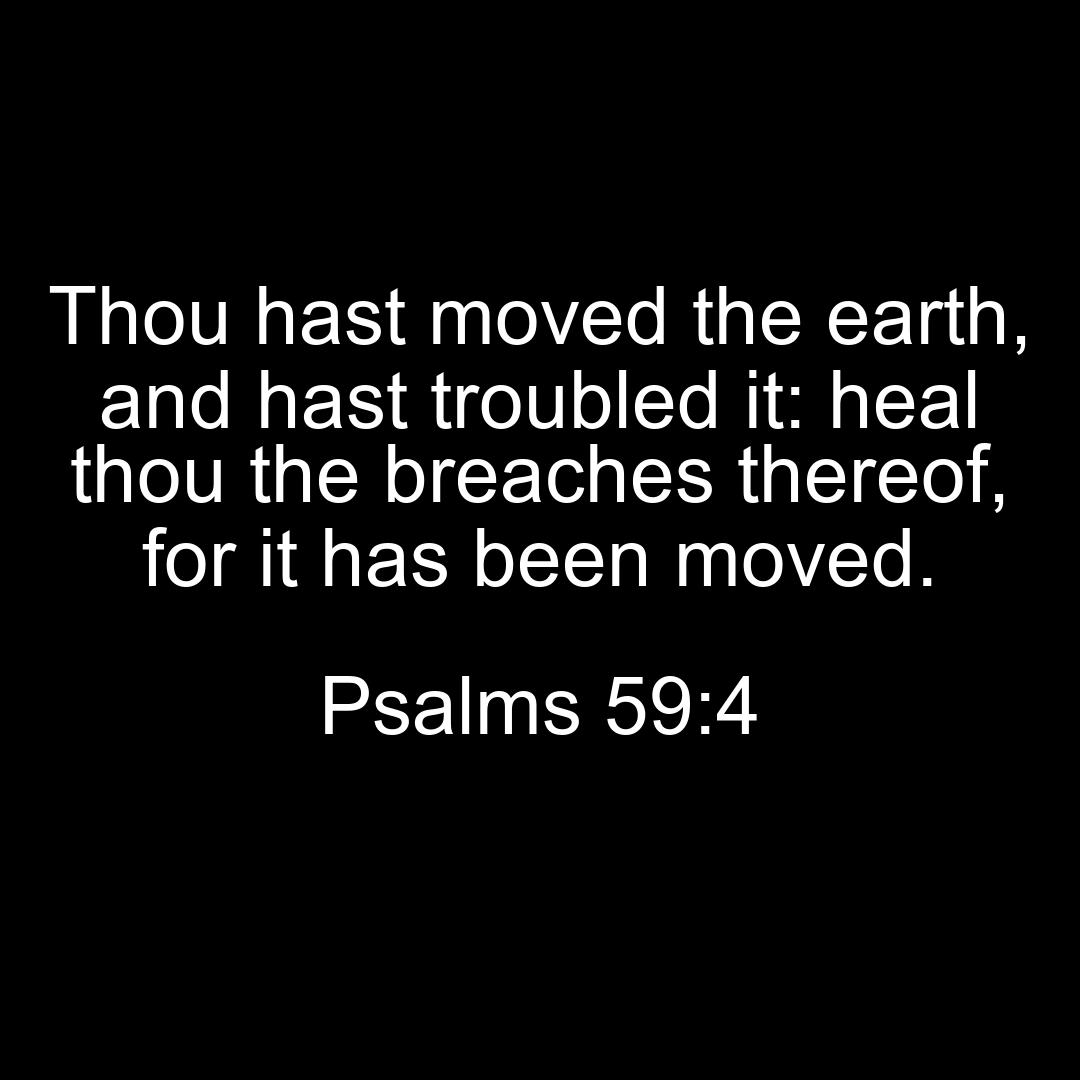 Thou hast moved the earth,
and hast troubled it: heal
thou the breaches thereof,
for it has been moved.
Psalms 59:4